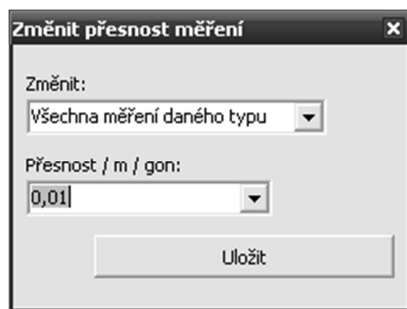 Změnit přesnost měření
Změnit:
Všechna měření daného typu
Přesnost / m / gon:
0,01
Uložit